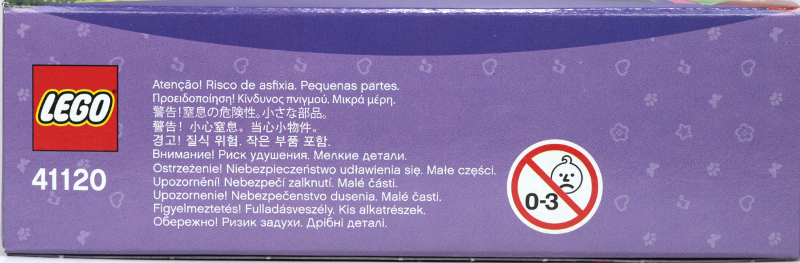 LEGO
41120
Atenção! Risco de asfixia. Pequenas partes.
Προειδοποίηση! Κίνδυνος πνιγμού. Μικρά μέρη.
警告!窒息の危険性。小さな部品。
警告! 小心窒息。当心小物件。
경고! 질식 위험. 작은 부품 포함.
Внимание! Риск удушения. Мелкие детали.
Ostrzeżenie! Niebezpieczeństwo udławienia się. Małe części.
Upozornění! Nebezpečí zalknutí. Malé části.
Upozornenie! Nebezpečenstvo dusenia. Malé časti.
Figyelmeztetés! Fulladásveszély. Kis alkatrészek.
Обережно! Ризик задухи. Дрібні деталі.
0-3